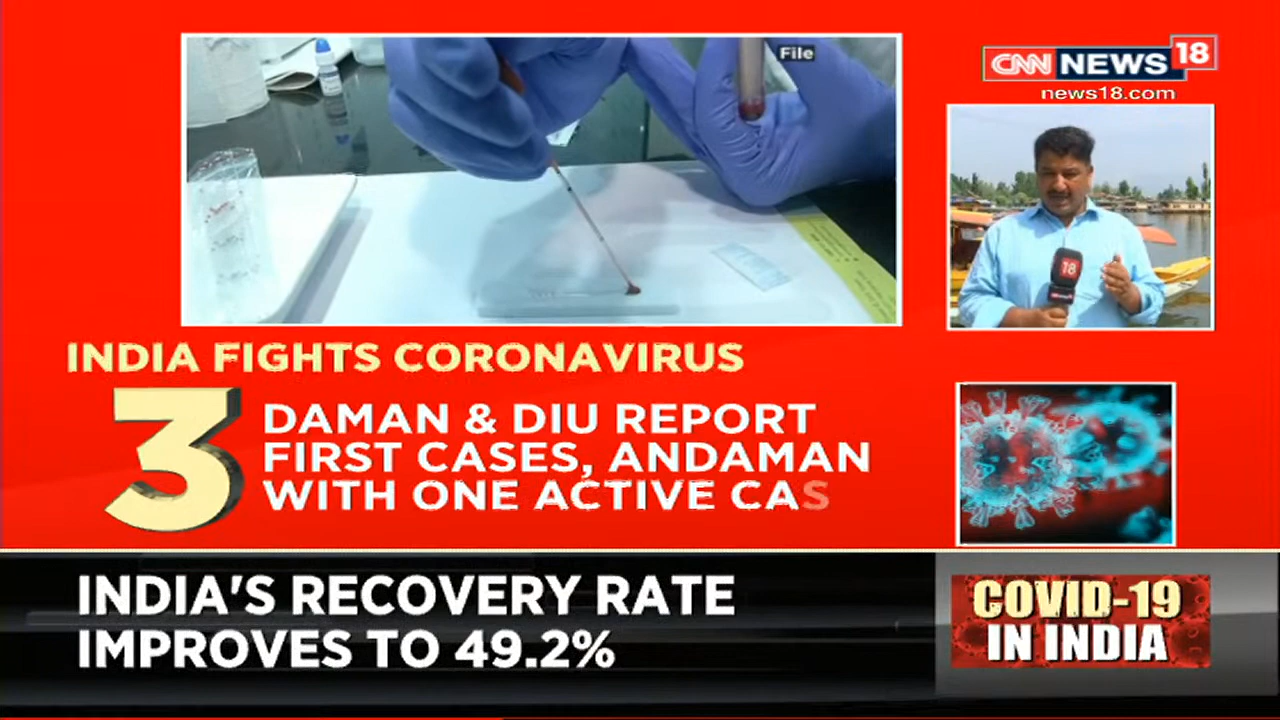 File
CNN NEWS 18
news18.com
18
INDIA FIGHTS CORONAVIRUS
3
DAMAN & DIU REPORT
FIRST CASES, ANDAMAN
WITH ONE ACTIVE CAS
INDIA'S RECOVERY RATE
IMPROVES TO 49.2%
COVID-19
IN INDIA